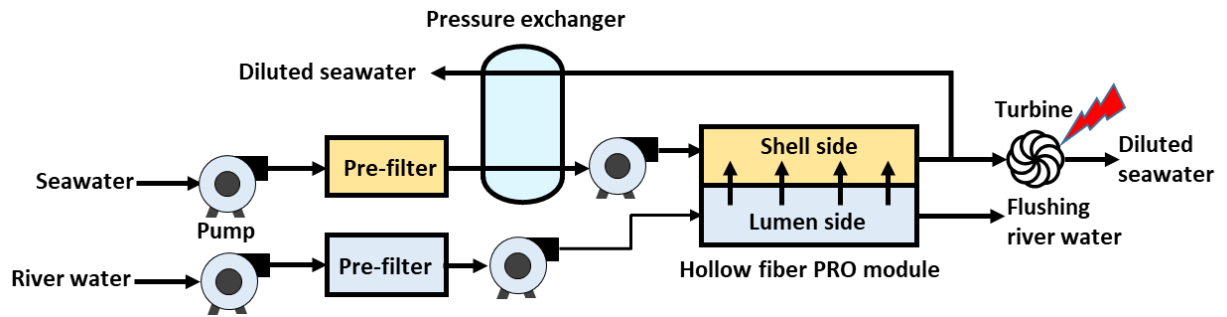 Pressure exchanger
Diluted seawater
Turbine
Seawater
Pump
Pre-filter
Shell side
Diluted
seawater
River water
Pre-filter
Lumen side
Flushing
river water
Hollow fiber PRO module